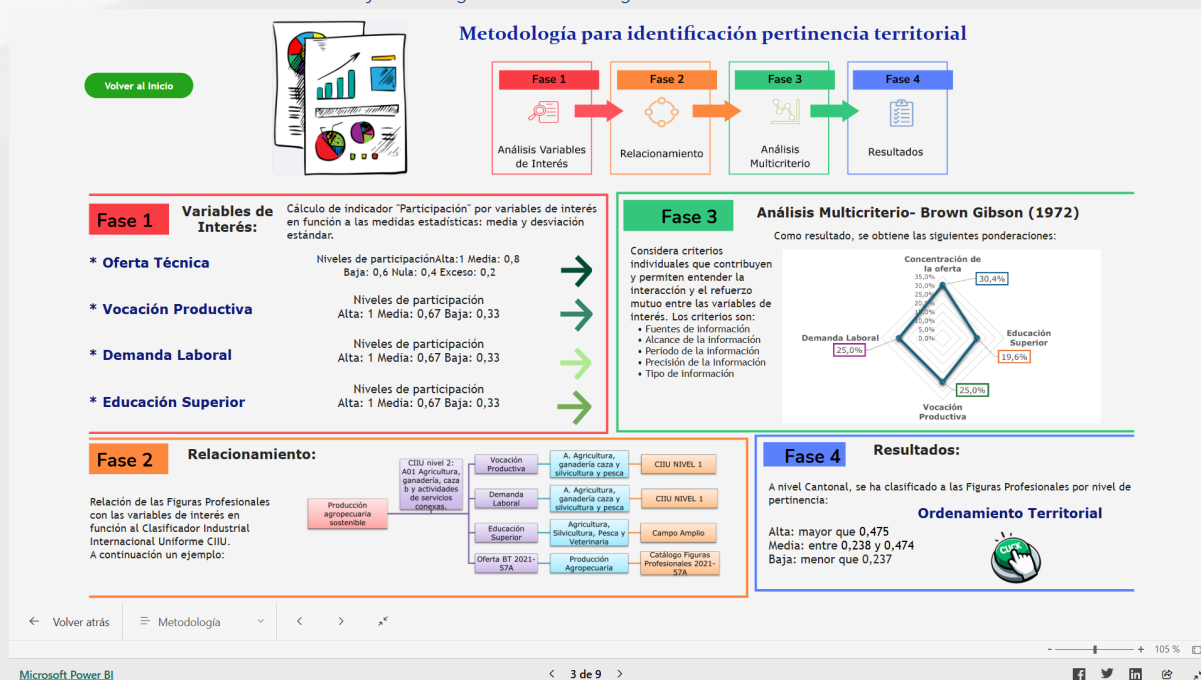 Metodología para identificación pertinencia territorial
Volver al Inicio
Fase 1
Fase 2
Fase 3
Fase 4
Análisis Variables
de Interés
Relacionamiento
Análisis
Multicriterio
Resultados
Fase 1
Variables de
Interés:
Cálculo de indicador "Participación" por variables de interés
en función a las medidas estadísticas: media y desviación
estándar.
* Oferta Técnica
Niveles de participaciónAlta:1 Media: 0,8
Baja: 0,6 Nula: 0,4 Exceso: 0,2
* Vocación Productiva
Niveles de participación
Alta: 1 Media: 0,67 Baja: 0,33
* Demanda Laboral
Niveles de participación
Alta: 1 Media: 0,67 Baja: 0,33
* Educación Superior
Niveles de participación
Alta: 1 Media: 0,67 Baja: 0,33
Fase 3
Análisis Multicriterio- Brown Gibson (1972)
Como resultado, se obtiene las siguientes ponderaciones:
Considera criterios
individuales que contribuyen
y permiten entender la
interacción y el refuerzo
mutuo entre las variables de
interés. Los criterios son:
• Fuentes de información
• Alcance de la información
• Periodo de la información
• Precisión de la Información
• Tipo de información
Concentración de
la oferta
30,4%
35,0%
30,0%
25,0%
5,0%
0,0%
Demanda Laboral
25,0%
Educación
Superior
19,6%
25,0%
Vocación
Productiva
Fase 2
Relacionamiento:
Relación de las Figuras Profesionales
con las variables de interés en
función al Clasificador Industrial
Internacional Uniforme CIIU.
A continuación un ejemplo:
Producción
agropecuaria
sostenible
CIIU nivel 2:
A01 Agricultura,
ganadería, caza
b y actividades
de servicios
conexas.
Vocación
Productiva
A. Agricultura,
ganadería caza y
silvicultura y pesca
CIIU NIVEL 1
Demanda
Laboral
A. Agricultura,
ganadería caza y
silvicultura y pesca
CIIU NIVEL 1
Educación
Superior
Agricultura,
Silvicultura, Pesca y
Veterinaria
Campo Amplio
Oferta BT 2021-
57A
Producción
Agropecuaria
Catálogo Figuras
Profesionales 2021-
57A
Fase 4
Resultados:
A nivel Cantonal, se ha clasificado a las Figuras Profesionales por nivel de
pertinencia:
Ordenamiento Territorial
Alta: mayor que 0,475
Media: entre 0,238 y 0,474
Baja: menor que 0,237
CLICK
Volver atrás
Metodología
105 %
Microsoft Power BI
3 de 9